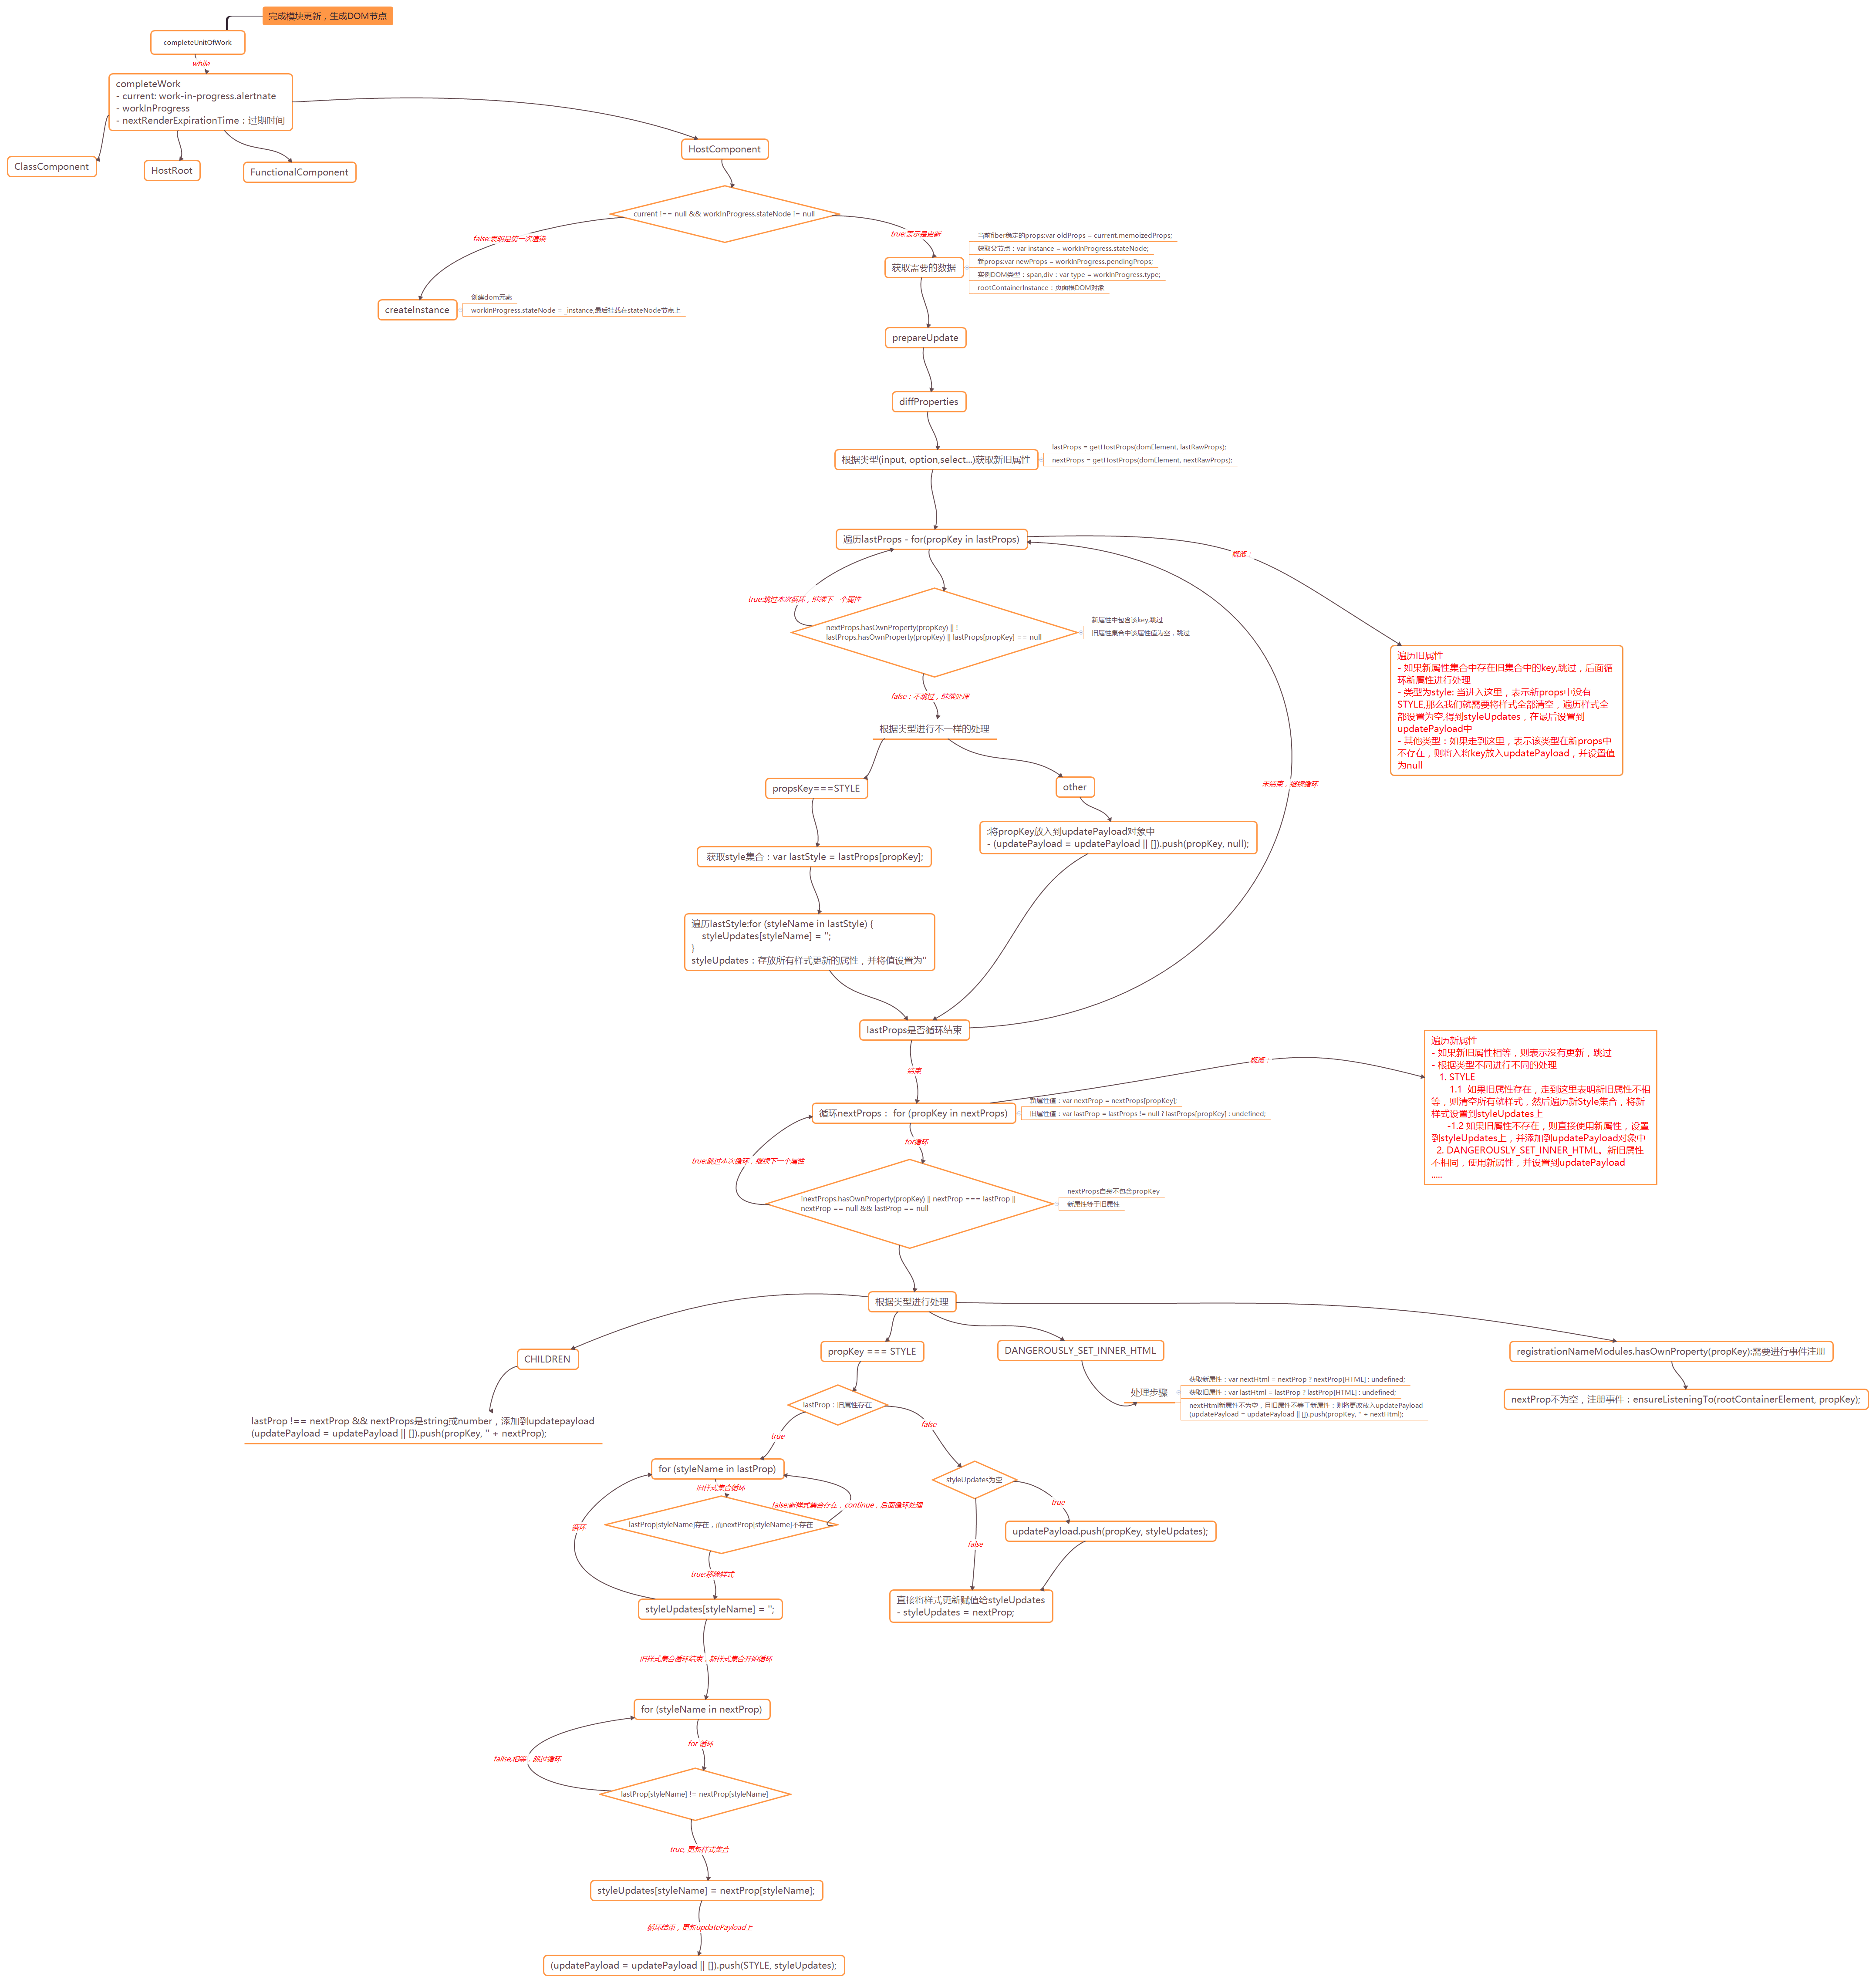 完成模块更新，生成DOM节点
completeUnitOfWork
while
completeWork
- current: work-in-progress.alertnate
- workInProgress
- nextRenderExpirationTime：过期时间
ClassComponent
HostRoot
FunctionalComponent
HostComponent
current !== null && workInProgress.stateNode != null
false:表明是第一次渲染
true:表示是更新
createInstance
创建dom元素
workInProgress.stateNode = _instance,最后挂载在stateNode节点上
获取需要的数据
当前fiber稳定的props:var oldProps = current.memoizedProps;
获取父节点：var instance = workInProgress.stateNode;
新props:var newProps = workInProgress.pendingProps;
实例DOM类型：span,div；var type = workInProgress.type;
rootContainerInstance：页面根DOM对象
prepareUpdate
diffProperties
根据类型(input, option,select...)获取新旧属性
lastProps = getHostProps(domElement, lastRawProps);
nextProps = getHostProps(domElement, nextRawProps);
遍历lastProps - for(propKey in lastProps)
概览：
true:跳过本次循环，继续下一个属性
nextProps.hasOwnProperty(propKey) || !
lastProps.hasOwnProperty(propKey) || lastProps[propKey] == null
新属性中包含该key,跳过
旧属性集合中该属性值为空，跳过
遍历旧属性
- 如果新属性集合中存在旧集合中的key,跳过，后面循
环新属性进行处理
- 类型为style: 当进入这里，表示新props中没有
STYLE,那么我们就需要将样式全部清空，遍历样式全
部设置为空,得到styleUpdates，在最后设置到
updatePayload中
- 其他类型：如果走到这里，表示该类型在新props中
不存在，则将入将key放入updatePayload，并设置值
为null
false：不跳过，继续处理
根据类型进行不一样的处理
propsKey===STYLE
other
未结束，继续循环
:将propKey放入到updatePayload对象中
- (updatePayload = updatePayload || []).push(propKey, null);
获取style集合：var lastStyle = lastProps[propKey];
遍历lastStyle:for (styleName in lastStyle) {
styleUpdates[styleName] = '';
}
styleUpdates：存放所有样式更新的属性，并将值设置为''
lastProps是否循环结束
结束
概览：
遍历新属性
- 如果新旧属性相等，则表示没有更新，跳过
- 根据类型不同进行不同的处理
1. STYLE
1.1 如果旧属性存在，走到这里表明新旧属性不相
等，则清空所有就样式，然后遍历新Style集合，将新
样式设置到styleUpdates上
-1.2 如果旧属性不存在，则直接使用新属性，设置
到styleUpdates上，并添加到updatePayload对象中
2. DANGEROUSLY_SET_INNER_HTML。新旧属性
不相同，使用新属性，并设置到updatePayload
.....
循环nextProps： for (propKey in nextProps)
新属性值：var nextProp = nextProps[propKey];
旧属性值：var lastProp = lastProps != null ? lastProps[propKey] : undefined;
for循环
true:跳过本次循环，继续下一个属性
!nextProps.hasOwnProperty(propKey) || nextProp === lastProp ||
nextProp == null && lastProp == null
nextProps自身不包含propKey
新属性等于旧属性
根据类型进行处理
CHILDREN
propKey === STYLE
DANGEROUSLY_SET_INNER_HTML
registrationNameModules.hasOwnProperty(propKey):需要进行事件注册
lastProp !== nextProp && nextProps是string或number，添加到updatepayload
(updatePayload = updatePayload || []).push(propKey, '' + nextProp);
lastProp：旧属性存在
处理步骤
获取新属性：var nextHtml = nextProp ? nextProp[HTML] : undefined;
获取旧属性：var lastHtml = lastProp ? lastProp[HTML] : undefined;
nextHtml新属性不为空，且旧属性不等于新属性：则将更改放入updatePayload
(updatePayload = updatePayload || []).push(propKey, '' + nextHtml);
nextProp不为空，注册事件：ensureListeningTo(rootContainerElement, propKey);
true
false
for (styleName in lastProp)
旧样式集合循环
false:新样式集合存在，continue，后面循环处理
lastProp[styleName]存在，而nextProp[styleName]不存在
循环
styleUpdates为空
true
false
updatePayload.push(propKey, styleUpdates);
true:移除样式
styleUpdates[styleName] = '';
直接将样式更新赋值给styleUpdates
- styleUpdates = nextProp;
旧样式集合循环结束，新样式集合开始循环
for (styleName in nextProp)
for 循环
fallse,相等，跳过循环
lastProp[styleName] != nextProp[styleName]
true, 更新样式集合
styleUpdates[styleName] = nextProp[styleName];
循环结束，更新updatePayload上
(updatePayload = updatePayload || []).push(STYLE, styleUpdates);